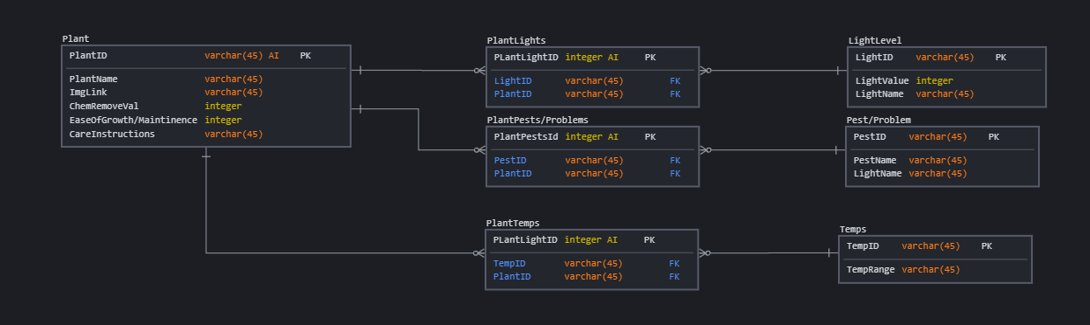 Plant
PlantID varchar(45) AI PK
PlantName varchar(45)
ImgLink varchar(45)
ChemRemoveVal integer
EaseOfGrowth/Maintinence integer
CareInstructions varchar(45)
PlantLights
PLantLightID integer AI PK
LightID varchar(45) FK
PlantID varchar(45) FK
LightLevel
LightID varchar(45) PK
LightValue integer
LightName varchar(45)
PlantPests/Problems
PlantPestsId integer AI PK
PestID varchar(45) FK
PlantID varchar(45) FK
Pest/Problem
PestID varchar(45) PK
PestName varchar(45)
LightName varchar(45)
PlantTemps
PLantLightID integer AI PK
TempID varchar(45) FK
PlantID varchar(45) FK
Temps
TempID varchar(45) PK
TempRange varchar(45)